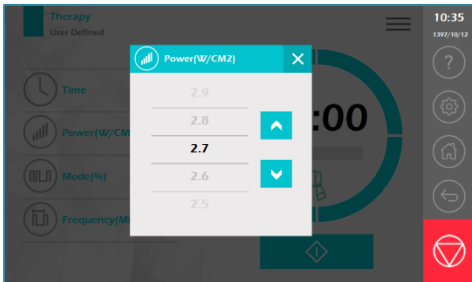 Therapy
User Defined
10:35
1397/10/12
Power(W/CM2)
2.9
2.8
2.7
2.6
2.5
Time
Power(W/CM
Mode(%)
Frequency(M
:00
?